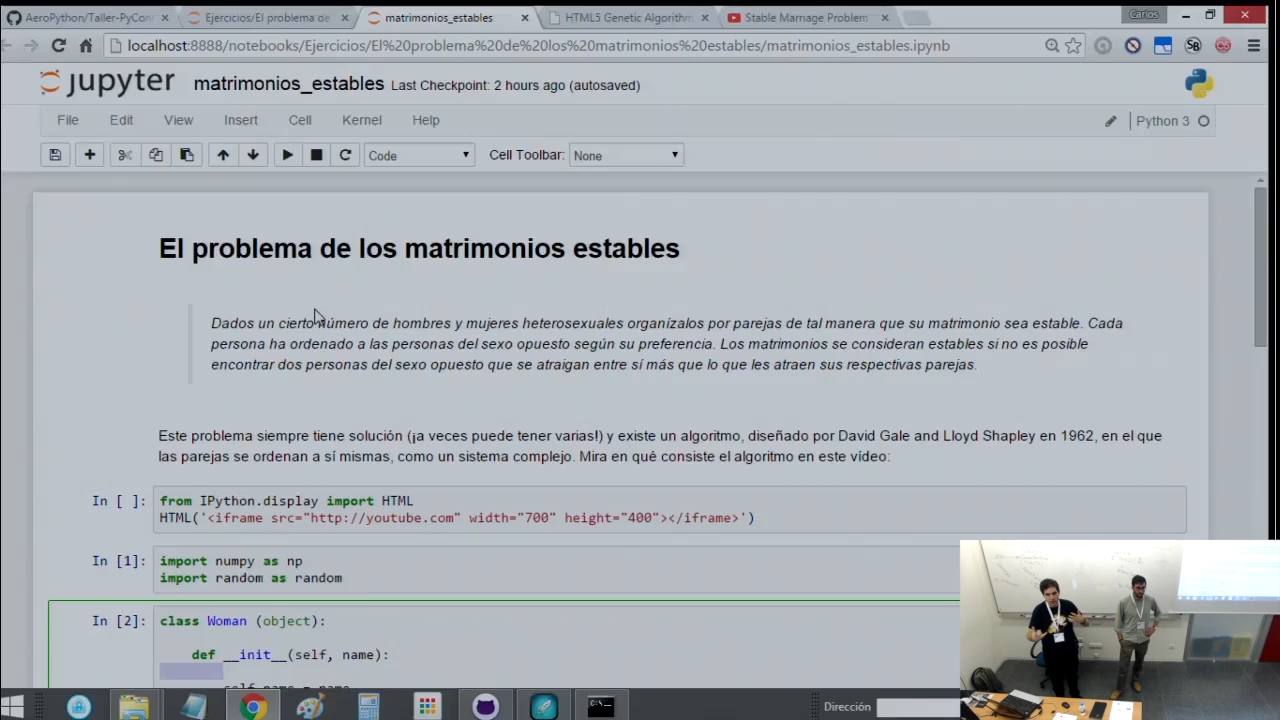 AeroPython/Taller-PyCon
Ejercicios/El problema de
matrimonios_estables
HTML5 Genetic Algorithm
Stable Marriage Problem
Carlos
localhost:8888/notebooks/Ejercicios/El%20problema%20de%20los%20matrimonios%20estables/matrimonios_estables.ipynb
jupyter
matrimonios_estables Last Checkpoint: 2 hours ago (autosaved)
File Edit View Insert Cell Kernel Help
Python 3
Code
Cell Toolbar: None
El problema de los matrimonios estables
Dados un cierto número de hombres y mujeres heterosexuales organízalos por parejas de tal manera que su matrimonio sea estable. Cada
persona ha ordenado a las personas del sexo opuesto según su preferencia. Los matrimonios se consideran estables si no es posible
encontrar dos personas del sexo opuesto que se atraigan entre sí más que lo que les atraen sus respectivas parejas.
Este problema siempre tiene solución (¡a veces puede tener varias!) y existe un algoritmo, diseñado por David Gale and Lloyd Shapley en 1962, en el que
las parejas se ordenan a sí mismas, como un sistema complejo. Mira en qué consiste el algoritmo en este vídeo:
In [ ]: from IPython.display import HTML
HTML('<iframe src="http://youtube.com" width="700" height="400"></iframe>')
In [1]: import numpy as np
import random as random
In [2]: class Woman (object):
def __init__(self, name):
self.name = name
Dirección